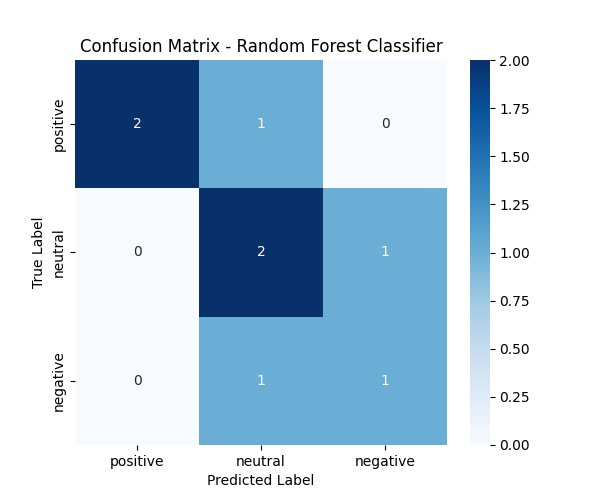 Confusion Matrix - Random Forest Classifier
True Label
positive
neutral
negative
2 1 0
0 2 1
0 1 1
positive neutral negative
Predicted Label
2.00
1.75
1.50
1.25
1.00
0.75
0.50
0.25
0.00